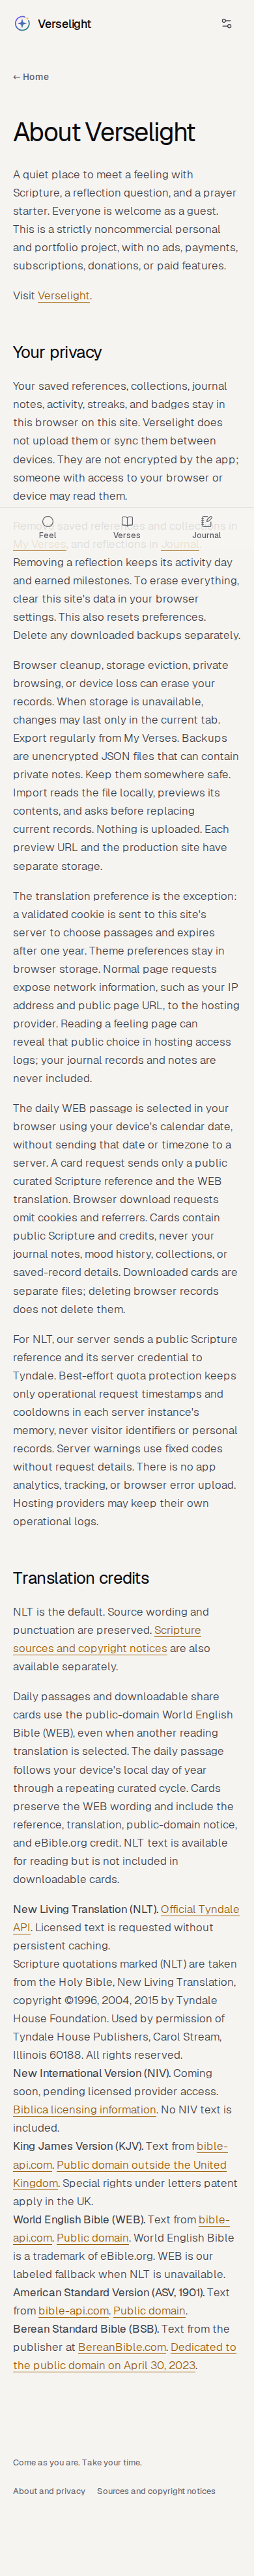 Verselight
← Home
About Verselight
A quiet place to meet a feeling with
Scripture, a reflection question, and a prayer
starter. Everyone is welcome as a guest.
This is a strictly noncommercial personal
and portfolio project, with no ads, payments,
subscriptions, donations, or paid features.
Visit Verselight.
Your privacy
Your saved references, collections, journal
notes, activity, streaks, and badges stay in
this browser on this site. Verselight does
not upload them or sync them between
devices. They are not encrypted by the app;
someone with access to your browser or
device may read them.
Remove saved references and collections in
Feel
Verses
Journal
My Verses, and reflections in Journal.
Removing a reflection keeps its activity day
and earned milestones. To erase everything,
clear this site's data in your browser
settings. This also resets preferences.
Delete any downloaded backups separately.
Browser cleanup, storage eviction, private
browsing, or device loss can erase your
records. When storage is unavailable,
changes may last only in the current tab.
Export regularly from My Verses. Backups
are unencrypted JSON files that can contain
private notes. Keep them somewhere safe.
Import reads the file locally, previews its
contents, and asks before replacing
current records. Nothing is uploaded. Each
preview URL and the production site have
separate storage.
The translation preference is the exception:
a validated cookie is sent to this site's
server to choose passages and expires
after one year. Theme preferences stay in
browser storage. Normal page requests
expose network information, such as your IP
address and public page URL, to the hosting
provider. Reading a feeling page can
reveal that public choice in hosting access
logs; your journal records and notes are
never included.
The daily WEB passage is selected in your
browser using your device's calendar date,
without sending that date or timezone to a
server. A card request sends only a public
curated Scripture reference and the WEB
translation. Browser download requests
omit cookies and referrers. Cards contain
public Scripture and credits, never your
journal notes, mood history, collections, or
saved-record details. Downloaded cards are
separate files; deleting browser records
does not delete them.
For NLT, our server sends a public Scripture
reference and its server credential to
Tyndale. Best-effort quota protection keeps
only operational request timestamps and
cooldowns in each server instance's
memory, never visitor identifiers or personal
records. Server warnings use fixed codes
without request details. There is no app
analytics, tracking, or browser error upload.
Hosting providers may keep their own
operational logs.
Translation credits
NLT is the default. Source wording and
punctuation are preserved. Scripture
sources and copyright notices are also
available separately.
Daily passages and downloadable share
cards use the public-domain World English
Bible (WEB), even when another reading
translation is selected. The daily passage
follows your device's local day of year
through a repeating curated cycle. Cards
preserve the WEB wording and include the
reference, translation, public-domain notice,
and eBible.org credit. NLT text is available
for reading but is not included in
downloadable cards.
New Living Translation (NLT). Official Tyndale
API. Licensed text is requested without
persistent caching.
Scripture quotations marked (NLT) are taken
from the Holy Bible, New Living Translation,
copyright ©1996, 2004, 2015 by Tyndale
House Foundation. Used by permission of
Tyndale House Publishers, Carol Stream,
Illinois 60188. All rights reserved.
New International Version (NIV). Coming
soon, pending licensed provider access.
Biblica licensing information. No NIV text is
included.
King James Version (KJV). Text from bible-
api.com. Public domain outside the United
Kingdom. Special rights under letters patent
apply in the UK.
World English Bible (WEB). Text from bible-
api.com. Public domain. World English Bible
is a trademark of eBible.org. WEB is our
labeled fallback when NLT is unavailable.
American Standard Version (ASV, 1901). Text
from bible-api.com. Public domain.
Berean Standard Bible (BSB). Text from the
publisher at BereanBible.com. Dedicated to
the public domain on April 30, 2023.
Come as you are. Take your time.
About and privacy
Sources and copyright notices